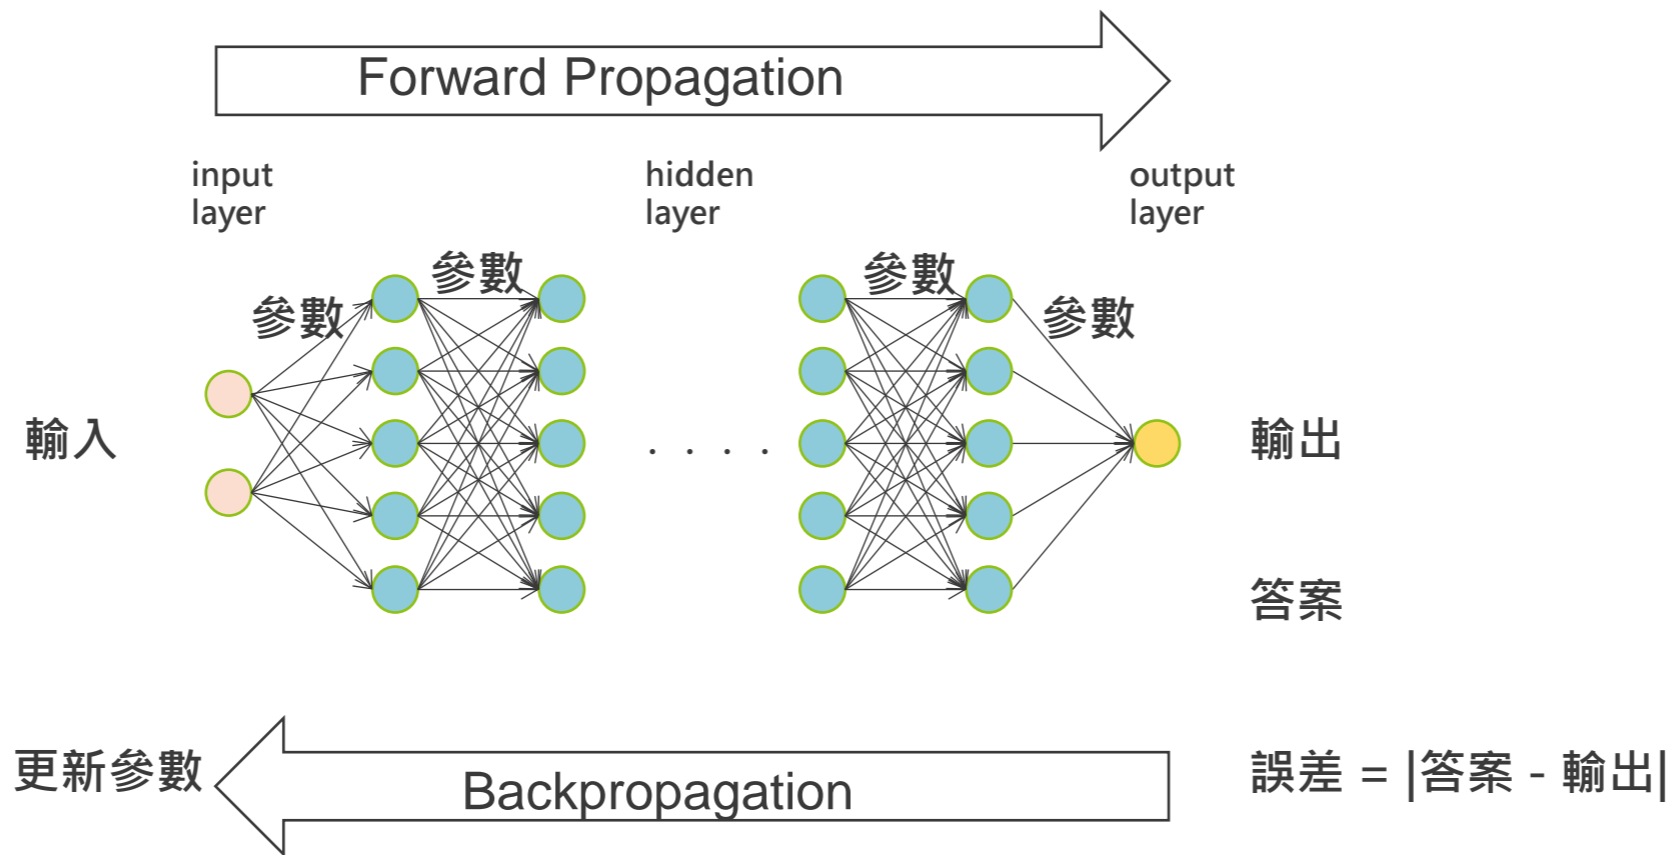 Forward Propagation
input
layer
hidden
layer
output
layer
參數
參數
參數
參數
輸入
. . . .
輸出
答案
更新參數
Backpropagation
誤差 = |答案 - 輸出|